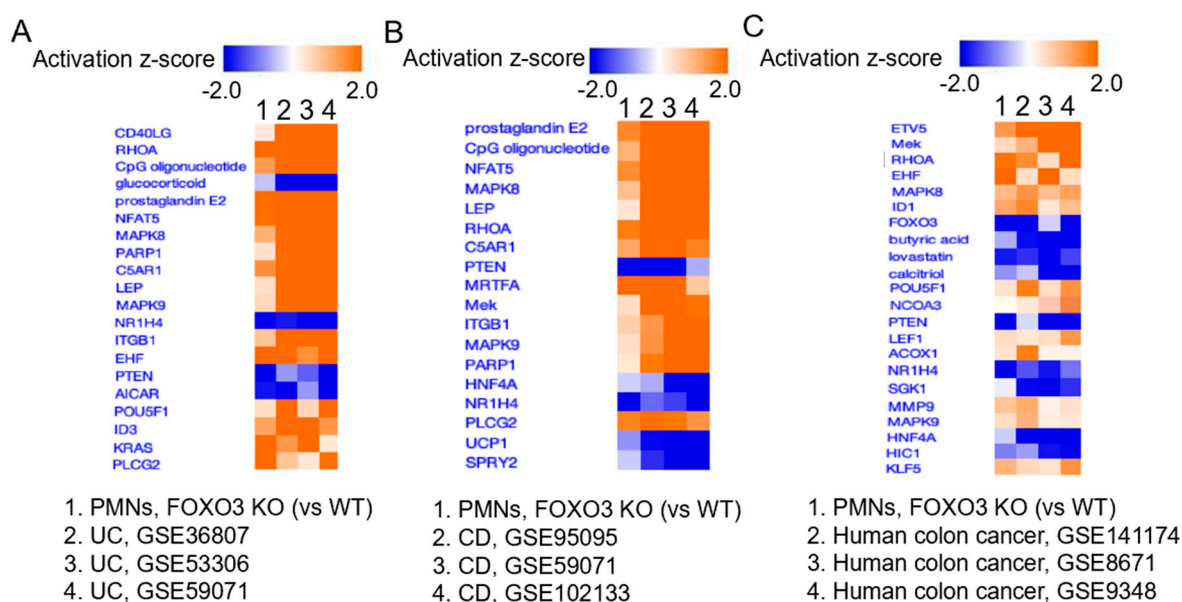 A
Activation z-score
-2.0 2.0
1 2 3 4
CD40LG
RHOA
CpG oligonucleotide
glucocorticoid
prostaglandin E2
NFAT5
MAPK8
PARP1
C5AR1
LEP
MAPK9
NR1H4
ITGB1
EHF
PTEN
AICAR
POU5F1
ID3
KRAS
PLCG2
1. PMNs, FOXO3 KO (vs WT)
2. UC, GSE36807
3. UC, GSE53306
4. UC, GSE59071
B
Activation z-score
-2.0 2.0
1 2 3 4
prostaglandin E2
CpG oligonucleotide
NFAT5
MAPK8
LEP
RHOA
C5AR1
PTEN
MRTFA
Mek
ITGB1
MAPK9
PARP1
HNF4A
NR1H4
PLCG2
UCP1
SPRY2
1. PMNs, FOXO3 KO (vs WT)
2. CD, GSE95095
3. CD, GSE59071
4. CD, GSE102133
C
Activation z-score
-2.0 2.0
1 2 3 4
ETV5
Mek
RHOA
EHF
MAPK8
ID1
FOXO3
butyric acid
lovastatin
calcitriol
POU5F1
NCOA3
PTEN
LEF1
ACOX1
NR1H4
SGK1
MMP9
MAPK9
HNF4A
HIC1
KLF5
1. PMNs, FOXO3 KO (vs WT)
2. Human colon cancer, GSE141174
3. Human colon cancer, GSE8671
4. Human colon cancer, GSE9348